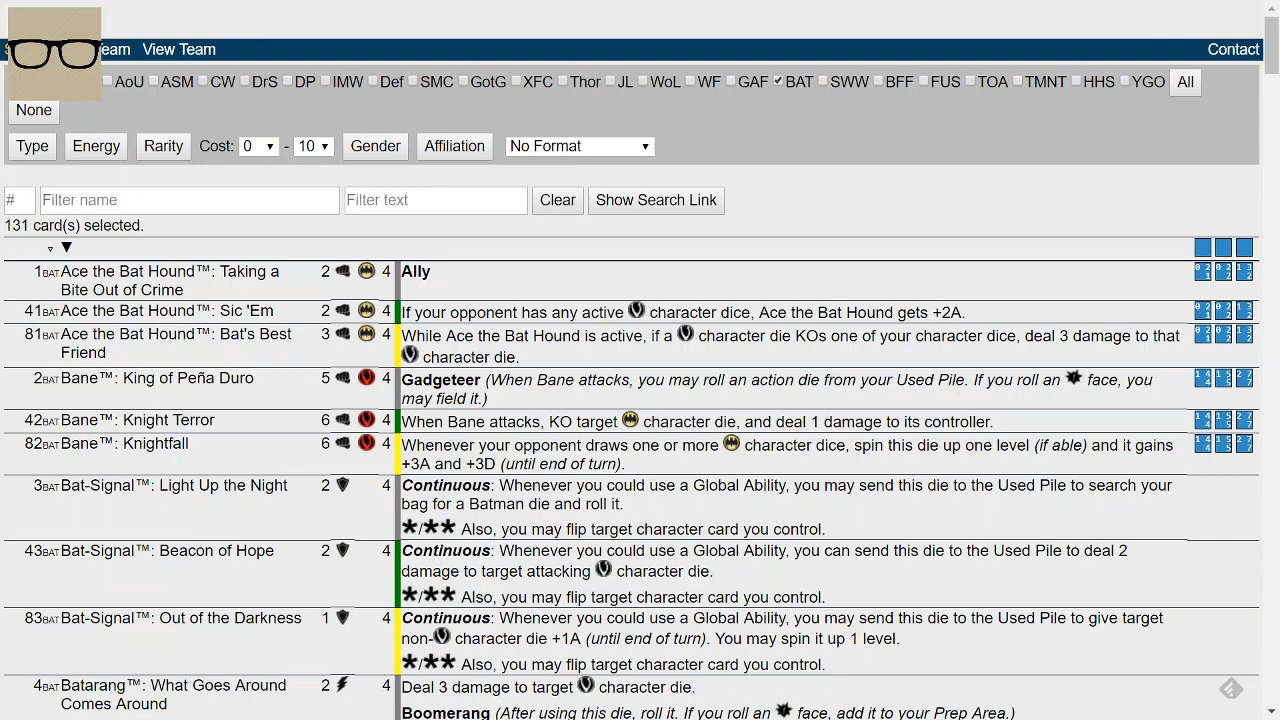 eam View Team Contact
AoU ASM CW DrS DP IMW Def SMC GotG XFC Thor JL WoL WF GAF BAT SWW BFF FUS TOA TMNT HHS YGO All
None
Type Energy Rarity Cost: 0 - 10 Gender Affiliation No Format
# Filter name Filter text Clear Show Search Link
131 card(s) selected.
1BAT Ace the Bat Hound™: Taking a 2 4 Ally
Bite Out of Crime
41BAT Ace the Bat Hound™: Sic 'Em 2 4 If your opponent has any active character dice, Ace the Bat Hound gets +2A.
81BAT Ace the Bat Hound™: Bat's Best 3 4 While Ace the Bat Hound is active, if a character die KOs one of your character dice, deal 3 damage to that
Friend character die.
2BAT Bane™: King of Peña Duro 5 4 Gadgeteer (When Bane attacks, you may roll an action die from your Used Pile. If you roll an face, you
may field it.)
42BAT Bane™: Knight Terror 6 4 When Bane attacks, KO target character die, and deal 1 damage to its controller.
82BAT Bane™: Knightfall 6 4 Whenever your opponent draws one or more character dice, spin this die up one level (if able) and it gains
+3A and +3D (until end of turn).
3BAT Bat-Signal™: Light Up the Night 2 4 Continuous: Whenever you could use a Global Ability, you may send this die to the Used Pile to search your
bag for a Batman die and roll it.
*/** Also, you may flip target character card you control.
43BAT Bat-Signal™: Beacon of Hope 2 4 Continuous: Whenever you could use a Global Ability, you can send this die to the Used Pile to deal 2
damage to target attacking character die.
*/** Also, you may flip target character card you control.
83BAT Bat-Signal™: Out of the Darkness 1 4 Continuous: Whenever you could use a Global Ability, you may send this die to the Used Pile to give target
non- character die +1A (until end of turn). You may spin it up 1 level.
*/** Also, you may flip target character card you control.
4BAT Batarang™: What Goes Around 2 4 Deal 3 damage to target character die.
Comes Around
Boomerang (After using this die, roll it. If you roll an face, add it to your Prep Area.)